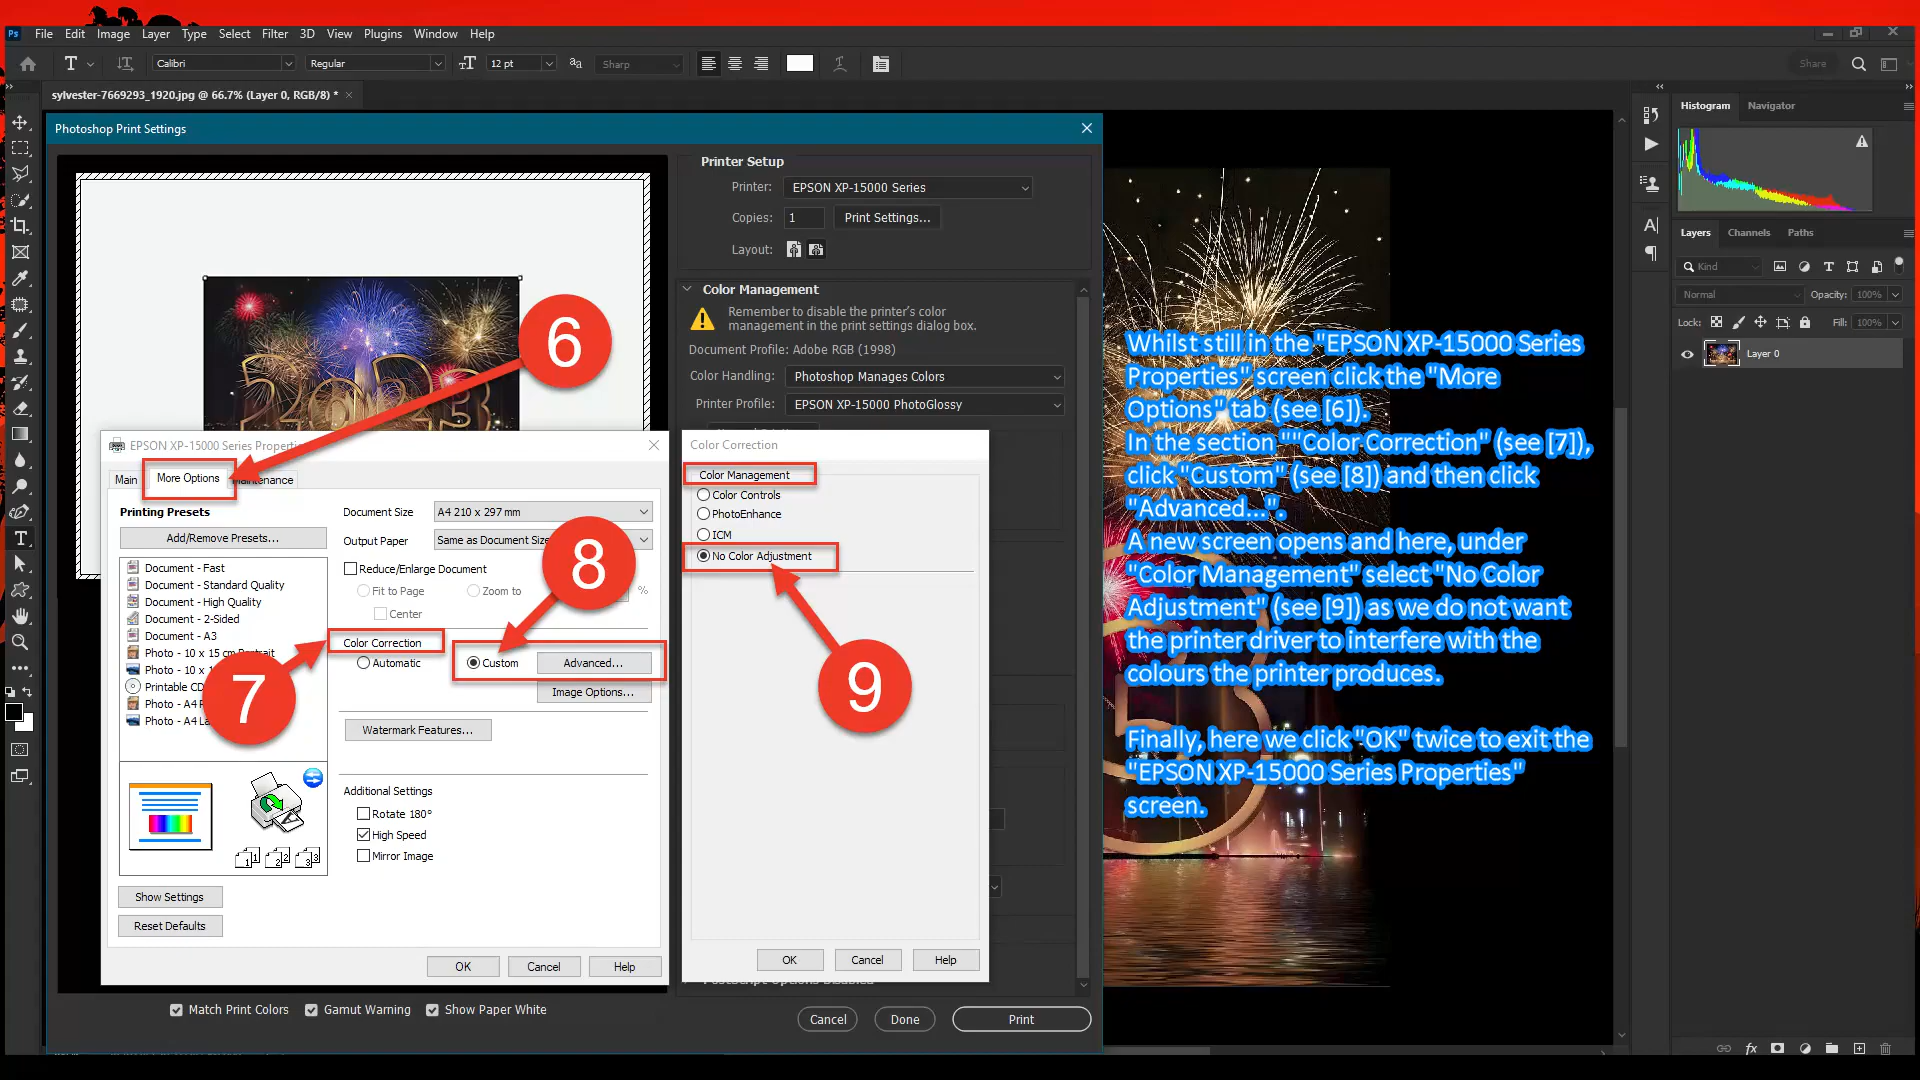 Ps File Edit Image Layer Type Select Filter 3D View Plugins Window Help
T Calibri Regular 12 pt Sharp Share
sylvester-7669293_1920.jpg @ 66.7% (Layer 0, RGB/8) *
Photoshop Print Settings
Printer Setup
Printer: EPSON XP-15000 Series
Copies: 1 Print Settings...
Layout:
Color Management
Remember to disable the printer's color
management in the print settings dialog box.
Document Profile: Adobe RGB (1998)
Color Handling: Photoshop Manages Colors
Printer Profile: EPSON XP-15000 PhotoGlossy
6
EPSON XP-15000 Series Properti
Main More Options Maintenance
Printing Presets
Add/Remove Presets...
Document - Fast
Document - Standard Quality
Document - High Quality
Document - 2-Sided
Document - A3
Photo - 10 x 15 cm Portrait
Photo - 10 x
Printable CD
Photo - A4
Photo - A4 La
7
Show Settings
Reset Defaults
Document Size A4 210 x 297 mm
Output Paper Same as Document Size
Reduce/Enlarge Document
Fit to Page Zoom to %
Center
8
Color Correction
Automatic Custom Advanced...
Image Options...
Watermark Features...
Additional Settings
Rotate 180°
High Speed
Mirror Image
OK Cancel Help
Color Correction
Color Management
Color Controls
PhotoEnhance
ICM
No Color Adjustment
9
OK Cancel Help
Match Print Colors Gamut Warning Show Paper White
Cancel Done Print
Whilst still in the "EPSON XP-15000 Series
Properties" screen click the "More
Options" tab (see [6]).
In the section ""Color Correction" (see [7]),
click "Custom" (see [8]) and then click
"Advanced...".
A new screen opens and here, under
"Color Management" select "No Color
Adjustment" (see [9]) as we do not want
the printer driver to interfere with the
colours the printer produces.
Finally, here we click "OK" twice to exit the
"EPSON XP-15000 Series Properties"
screen.
Histogram Navigator
Layers Channels Paths
Kind
Normal Opacity: 100%
Lock: Fill: 100%
Layer 0
fx